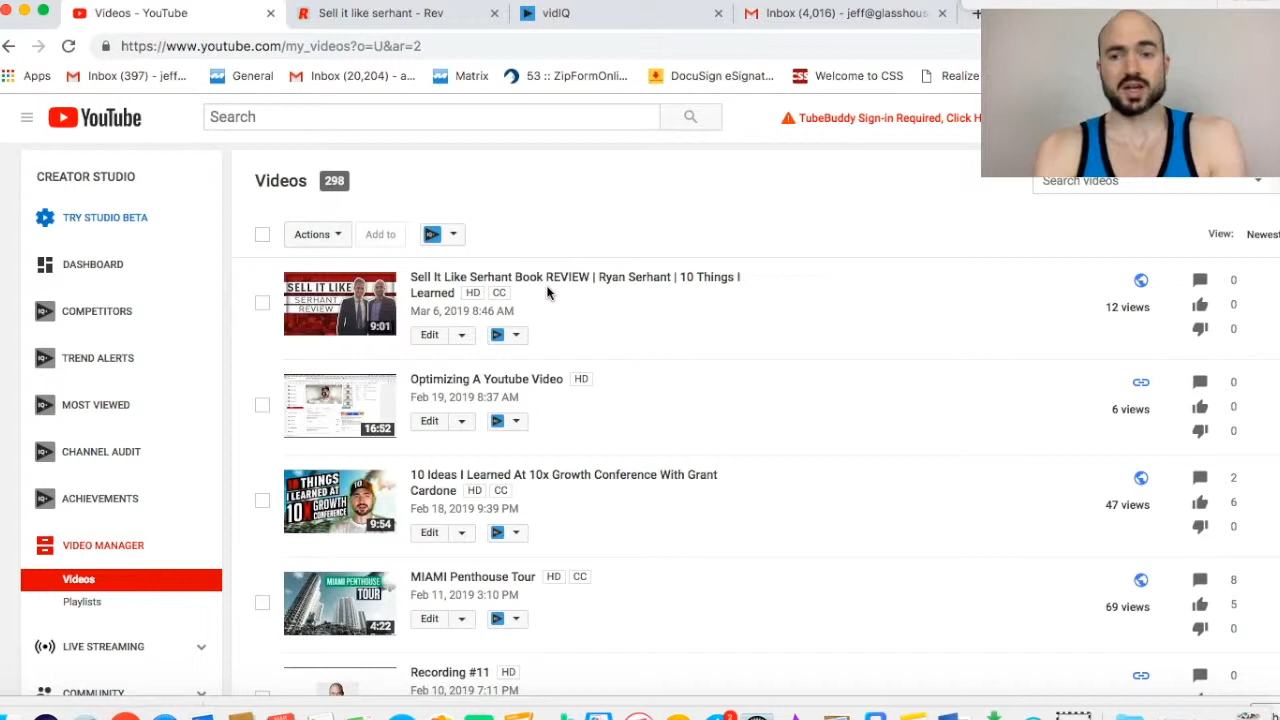 Videos - YouTube
Sell it like serhant - Rev
vidIQ
Inbox (4,016) - jeff@glasshous
https://www.youtube.com/my_videos?o=U&ar=2
Apps
Inbox (397) - jeff...
General
Inbox (20,204) - a...
Matrix
53 :: ZipFormOnli...
DocuSign eSignat...
Welcome to CSS
Realize
YouTube
Search
TubeBuddy Sign-in Required, Click H
CREATOR STUDIO
TRY STUDIO BETA
DASHBOARD
COMPETITORS
TREND ALERTS
MOST VIEWED
CHANNEL AUDIT
ACHIEVEMENTS
VIDEO MANAGER
Videos
Playlists
LIVE STREAMING
COMMUNITY
Videos 298
Search videos
Actions
Add to
View: Newest
SELL IT LIKE
SERHANT
REVIEW
9:01
Sell It Like Serhant Book REVIEW | Ryan Serhant | 10 Things I
Learned HD CC
Mar 6, 2019 8:46 AM
Edit
12 views
0
0
0
16:52
Optimizing A Youtube Video HD
Feb 19, 2019 8:37 AM
Edit
6 views
0
0
0
10 THINGS
I LEARNED AT
10X GROWTH
CONFERENCE
9:54
10 Ideas I Learned At 10x Growth Conference With Grant
Cardone HD CC
Feb 18, 2019 9:39 PM
Edit
47 views
2
6
0
MIAMI PENTHOUSE
TOUR
4:22
MIAMI Penthouse Tour HD CC
Feb 11, 2019 3:10 PM
Edit
69 views
8
5
0
Recording #11 HD
Feb 10, 2019 7:11 PM
0